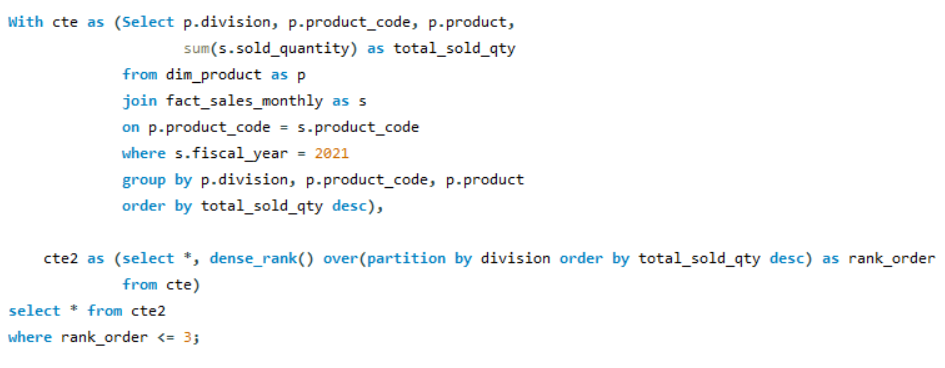 With cte as (Select p.division, p.product_code, p.product,
sum(s.sold_quantity) as total_sold_qty
from dim_product as p
join fact_sales_monthly as s
on p.product_code = s.product_code
where s.fiscal_year = 2021
group by p.division, p.product_code, p.product
order by total_sold_qty desc),
cte2 as (select *, dense_rank() over(partition by division order by total_sold_qty desc) as rank_order
from cte)
select * from cte2
where rank_order <= 3;